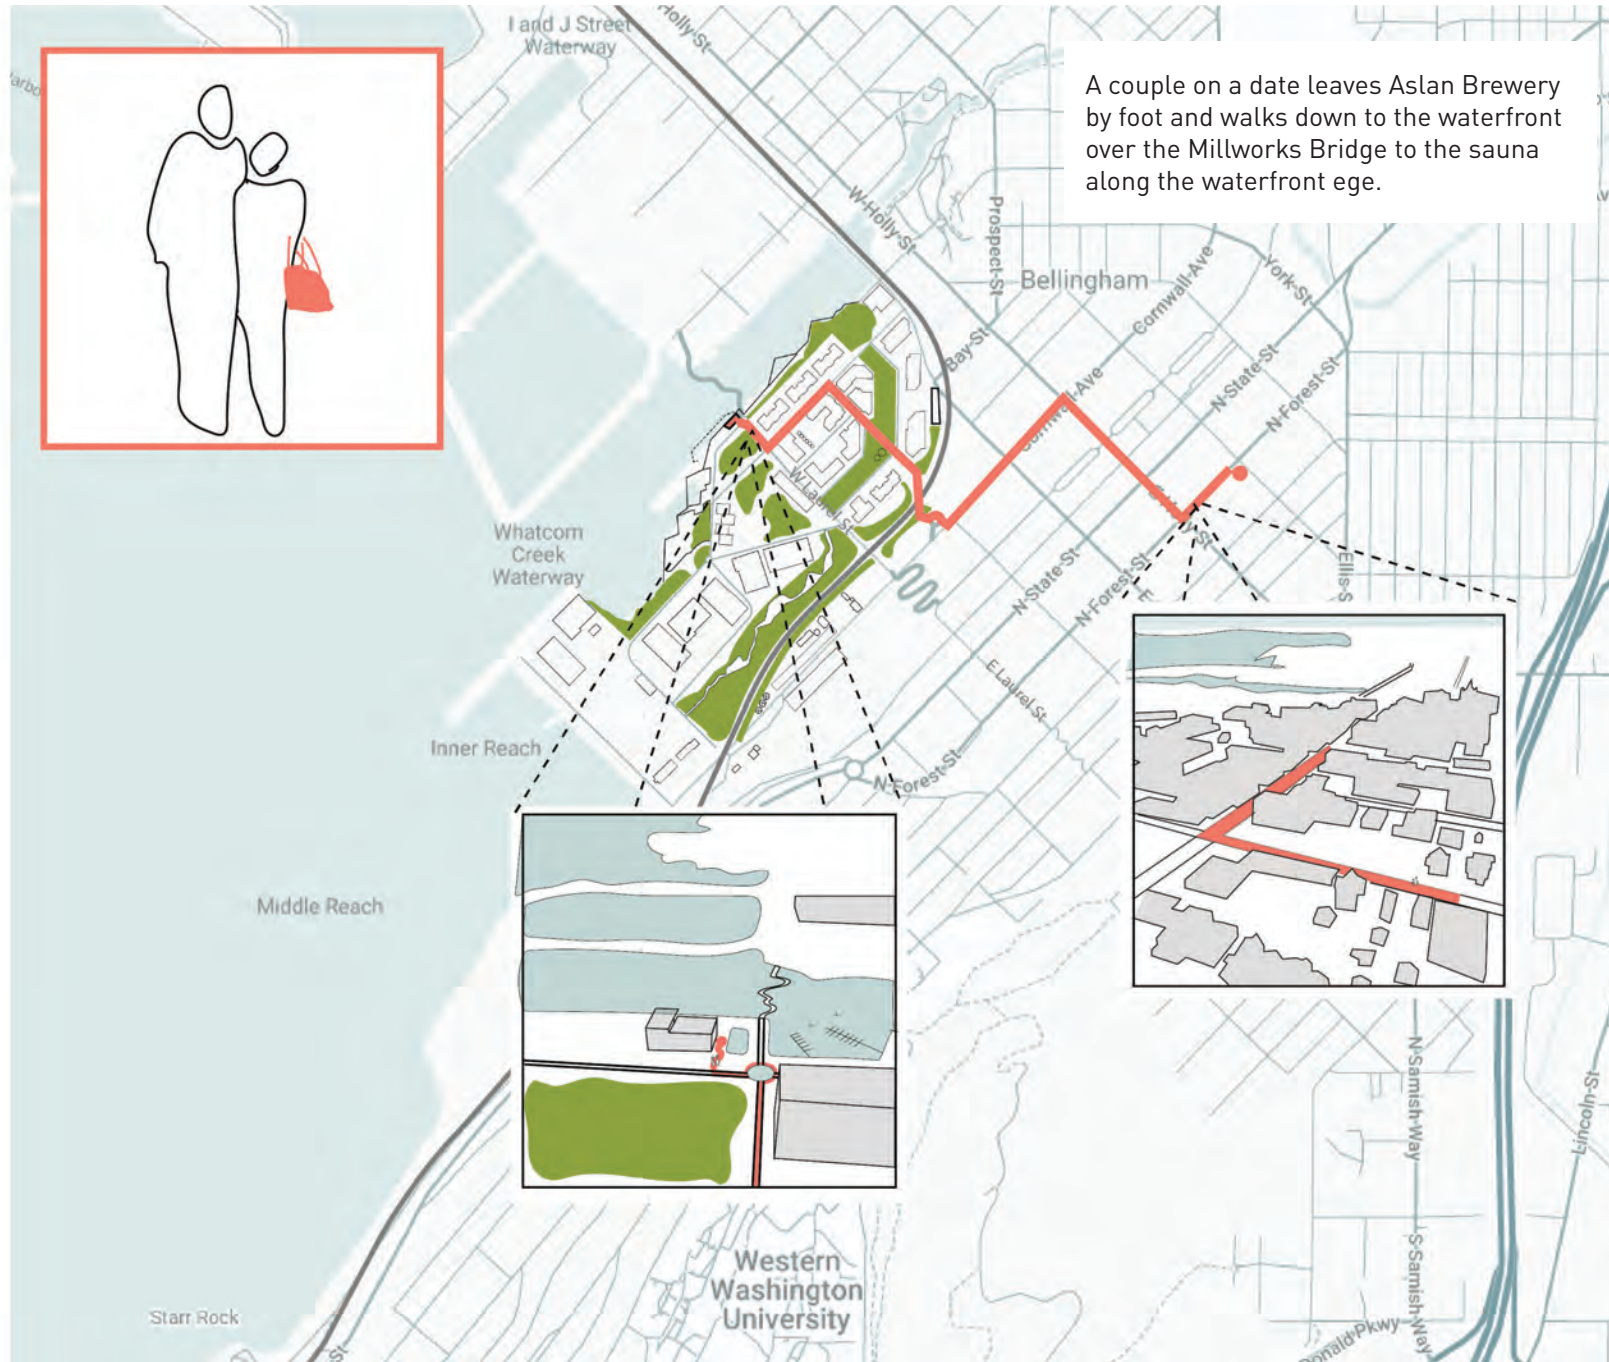 I and J Street
Waterway
Holly-St
A couple on a date leaves Aslan Brewery
by foot and walks down to the waterfront
over the Millworks Bridge to the sauna
along the waterfront ege.
W-Holly-St
Prospect-St
Bellingham
Cornwall-Ave
York-St
Bay-St
Cornwall-Ave
N-State-St
N-Forest-St
W Laurel St
Whatcom
Creek
Waterway
N-State-St
N-Forest-St
Ellis-S
E Laurel St
Inner Reach
N-Forest-St
Middle Reach
N-Samish-Way
Lincoln-St
S-Samish-Way
Western
Washington
University
Starr Rock
St
Donald-Pkwy